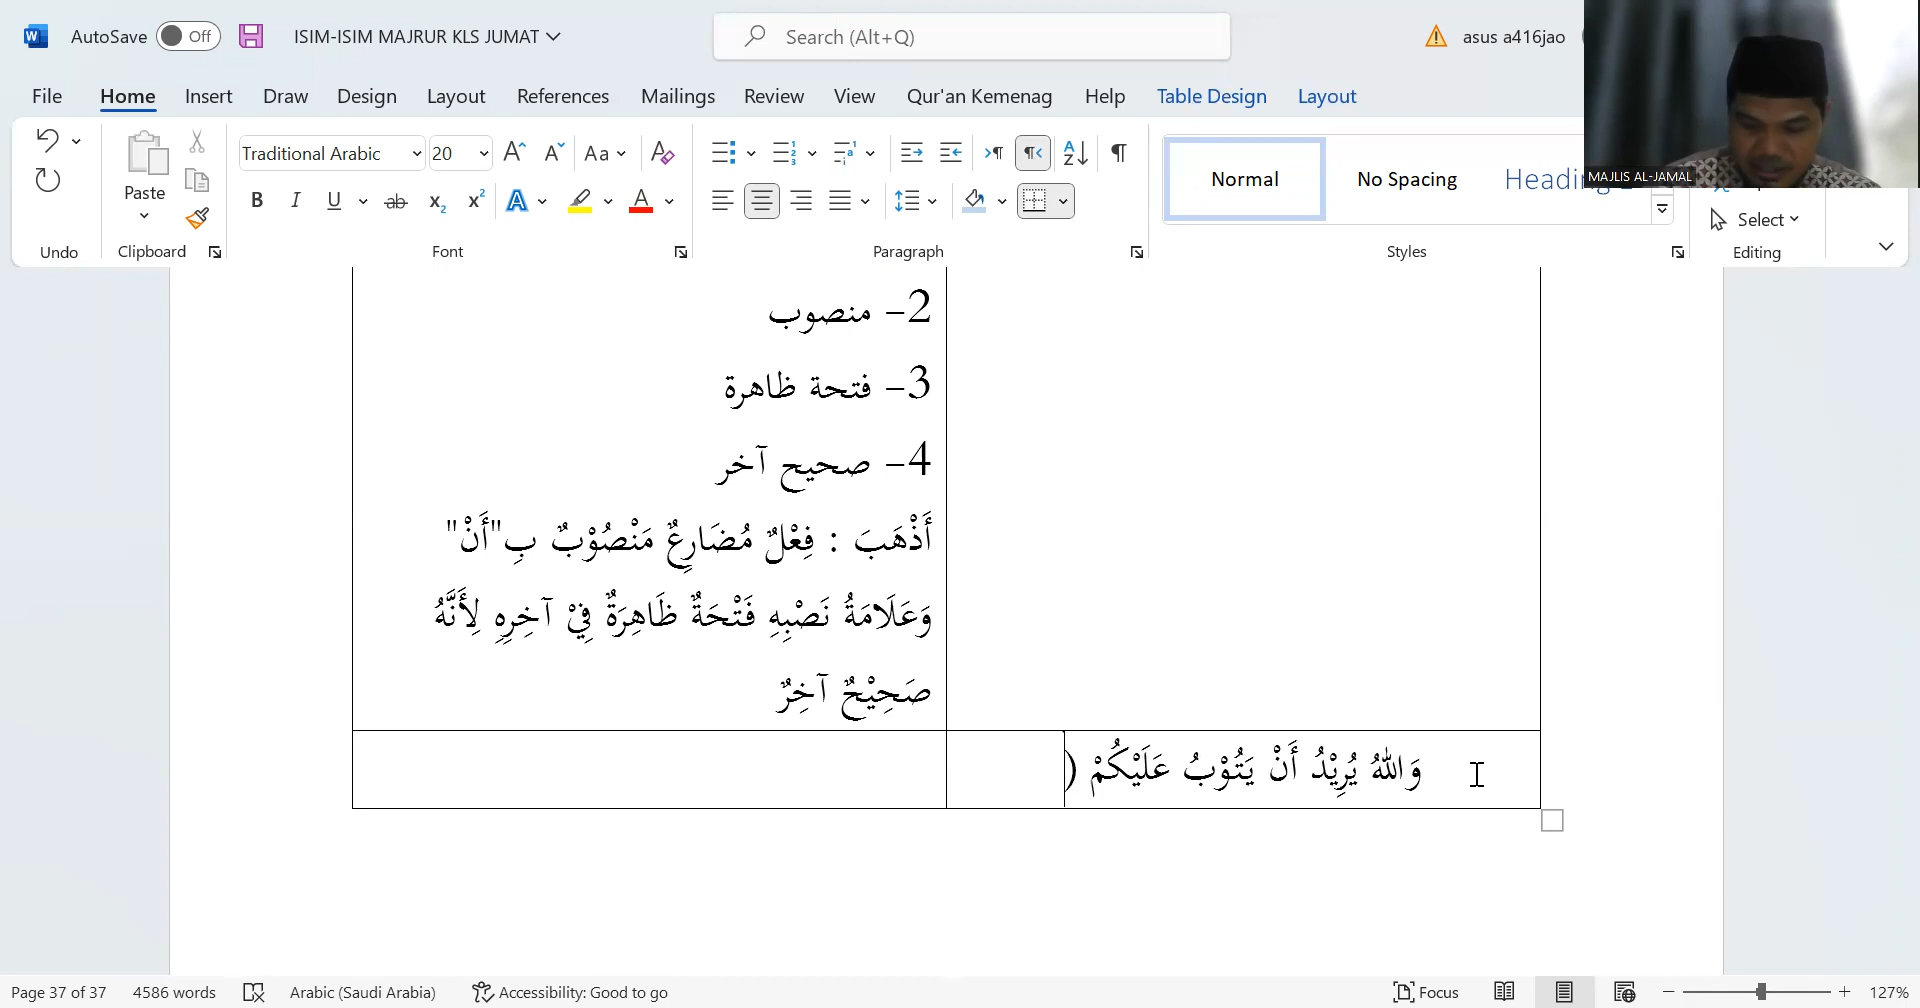 AutoSave Off ISIM-ISIM MAJRUR KLS JUMAT Search (Alt+Q) asus a416jao
File Home Insert Draw Design Layout References Mailings Review View Qur'an Kemenag Help Table Design Layout
MAJLIS AL-JAMAL
Traditional Arabic 20
Paste
Normal No Spacing Heading
Select
Undo Clipboard Font Paragraph Styles Editing
2- منصوب
3- فتحة ظاهرة
4- صحيح آخر
أَذْهَبَ : فِعْلٌ مُضَارِعٌ مَنْصُوْبٌ بِ"أَنْ"
وَعَلَامَةُ نَصْبِهِ فَتْحَةٌ ظَاهِرَةٌ فِيْ آخِرِهِ لِأَنَّهُ
صَحِيْحٌ آخِرٌ
وَاللهُ يُرِيْدُ أَنْ يَتُوْبُ عَلَيْكُمْ (
Page 37 of 37 4586 words Arabic (Saudi Arabia) Accessibility: Good to go Focus 127%